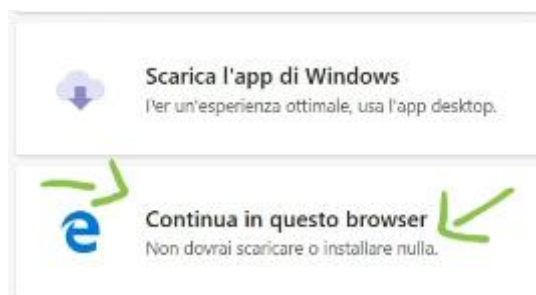 Scarica l'app di Windows
Per un'esperienza ottimale, usa l'app desktop.
Continua in questo browser
Non dovrai scaricare o installare nulla.